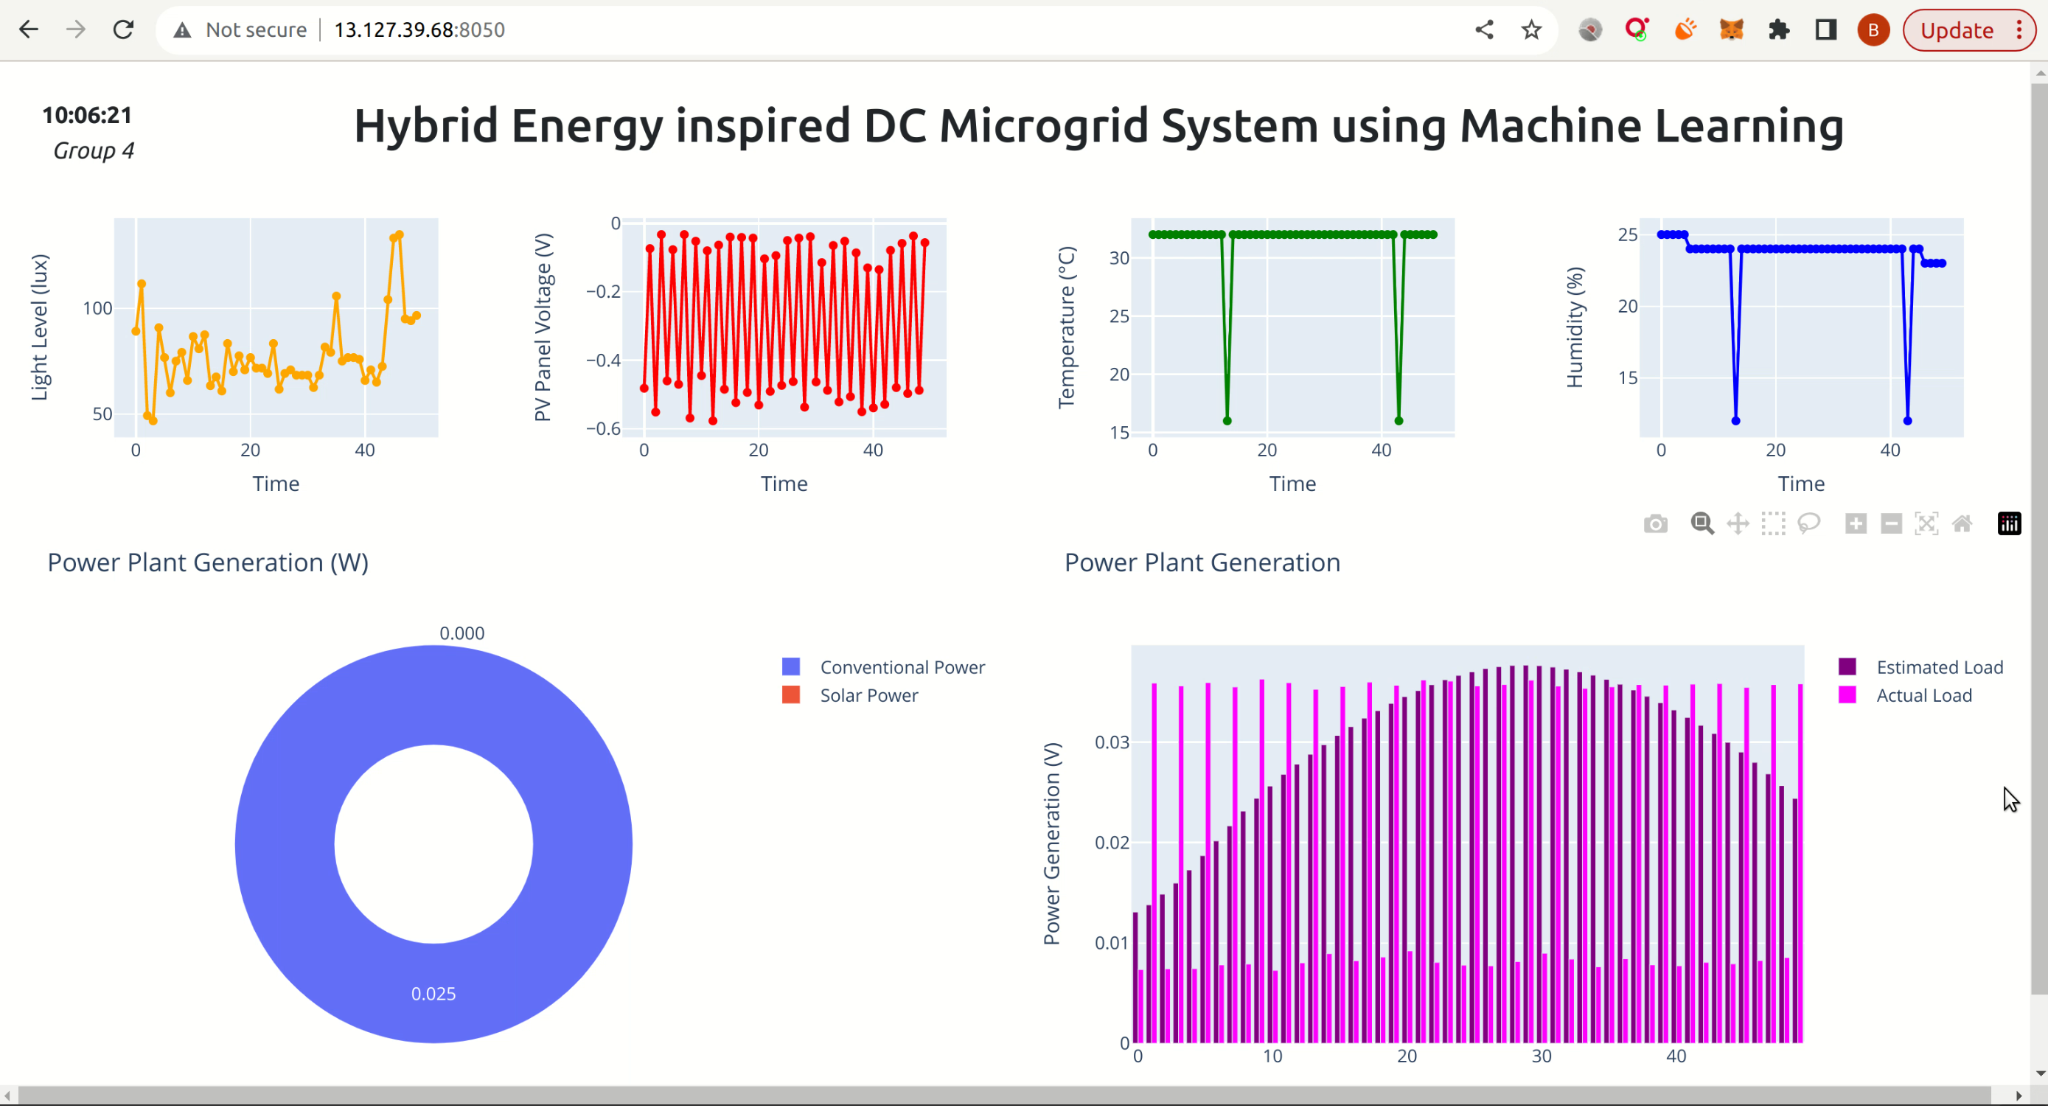 Not secure | 13.127.39.68:8050
B
Update
10:06:21
Group 4
Hybrid Energy inspired DC Microgrid System using Machine Learning
Light Level (lux)
100
50
0 20 40
Time
PV Panel Voltage (V)
0
−0.2
−0.4
−0.6
0 20 40
Time
Temperature (°C)
30
25
20
15
0 20 40
Time
Humidity (%)
25
20
15
0 20 40
Time
Power Plant Generation (W)
0.000
0.025
Conventional Power
Solar Power
Power Plant Generation
Power Generation (V)
0.03
0.02
0.01
0
0 10 20 30 40
Estimated Load
Actual Load